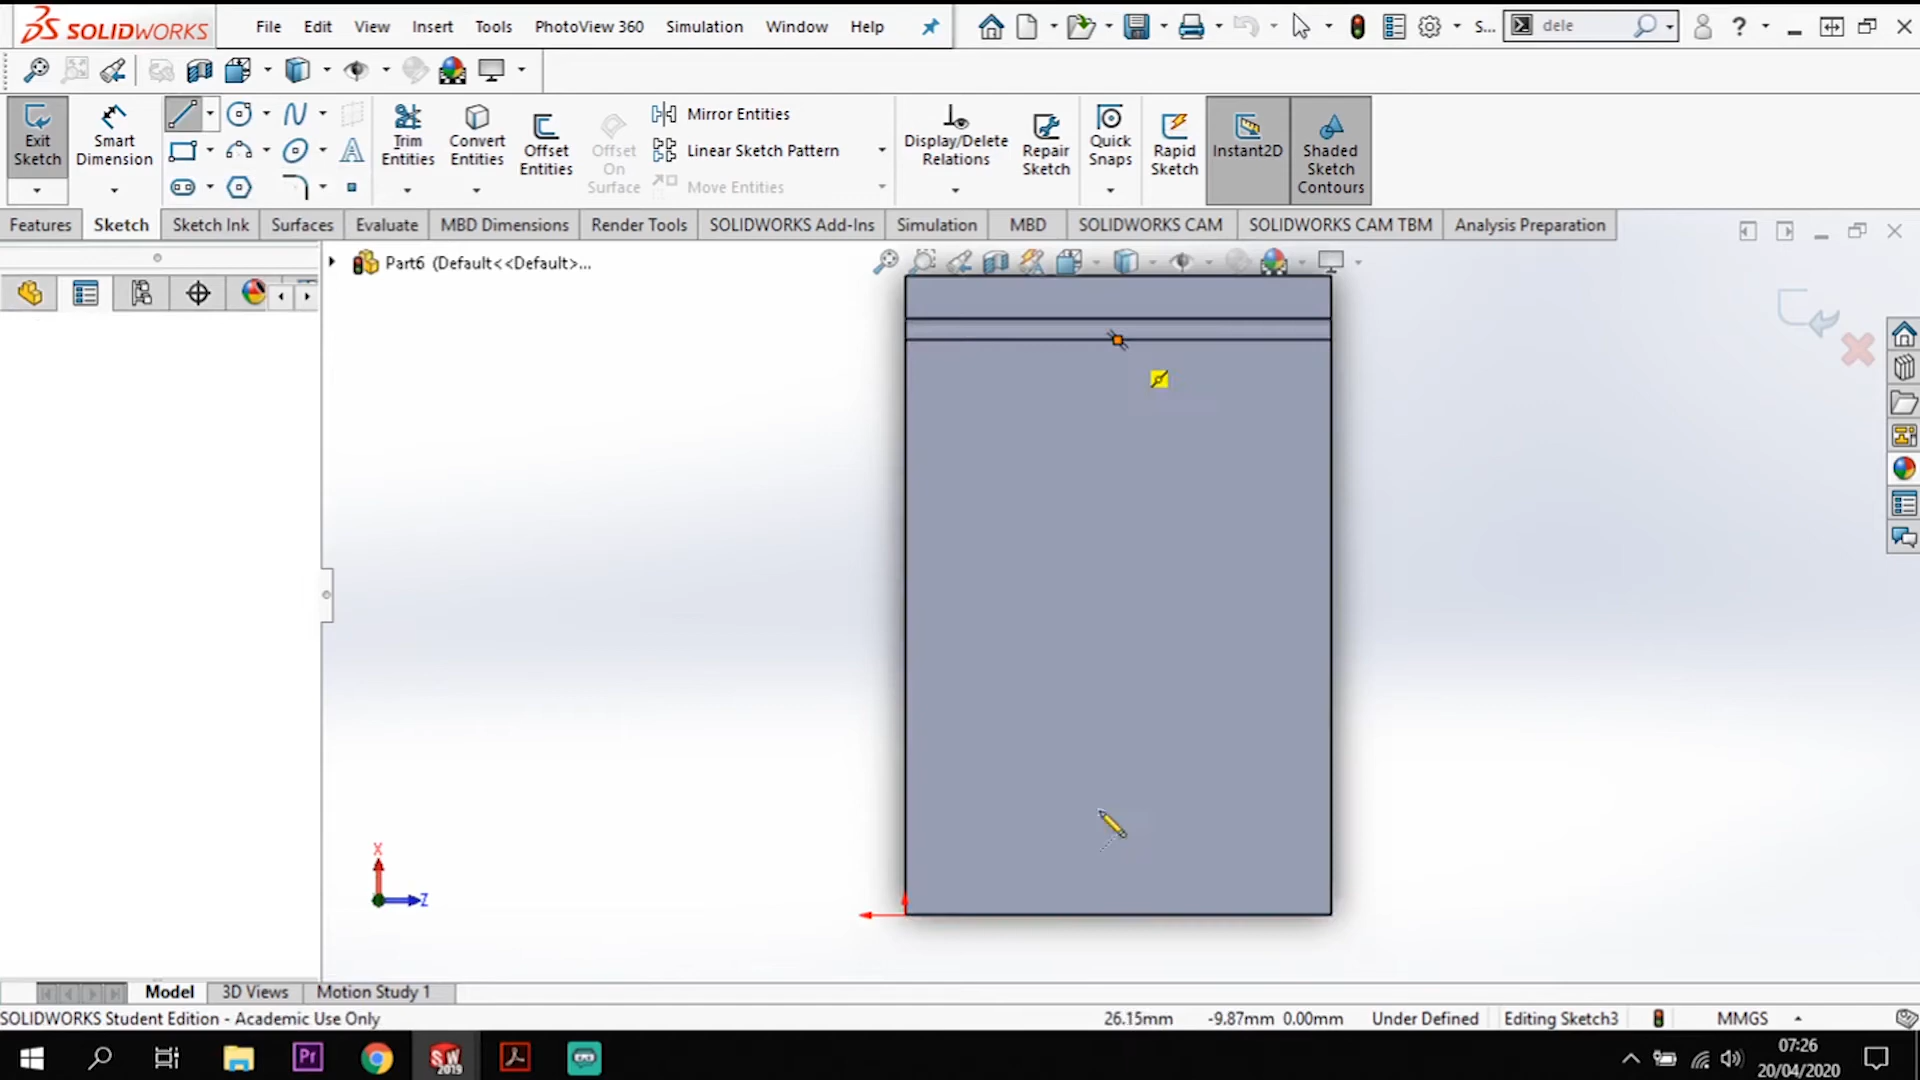 SOLIDWORKS File Edit View Insert Tools PhotoView 360 Simulation Window Help S... dele ?
Exit Sketch
Smart Dimension
Trim Entities
Convert Entities
Offset Entities
Offset On Surface
Mirror Entities
Linear Sketch Pattern
Move Entities
Display/Delete Relations
Repair Sketch
Quick Snaps
Rapid Sketch
Instant2D
Shaded Sketch Contours
Features Sketch Sketch Ink Surfaces Evaluate MBD Dimensions Render Tools SOLIDWORKS Add-Ins Simulation MBD SOLIDWORKS CAM SOLIDWORKS CAM TBM Analysis Preparation
Part6 (Default<<Default>...
X
Z
Model 3D Views Motion Study 1
SOLIDWORKS Student Edition - Academic Use Only 26.15mm -9.87mm 0.00mm Under Defined Editing Sketch3 MMGS
Pr SW 2019 07:26
20/04/2020